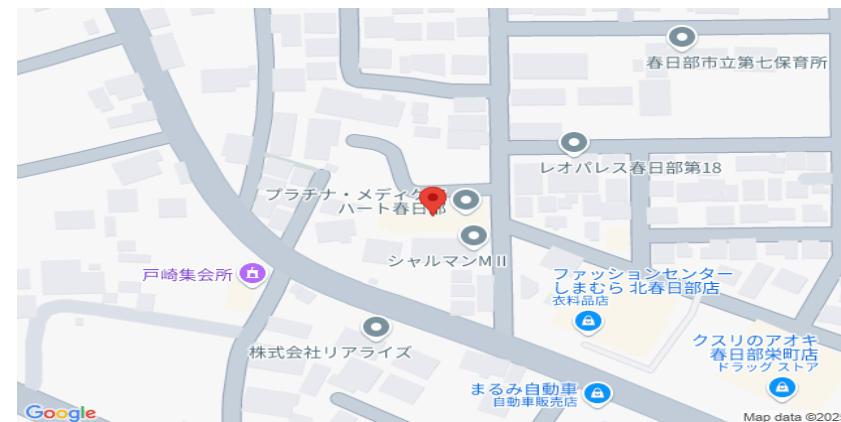 春日部市立第七保育所
レオパレス春日部第18
プラチナ・メディケ
ハート春日部
シャルマンMⅡ
戸崎集会所
ファッションセンター
しまむら 北春日部店
衣料品店
株式会社リアライズ
クスリのアオキ
春日部栄町店
ドラッグ ストア
まるみ自動車
自動車販売店
Google
Map data ©2025